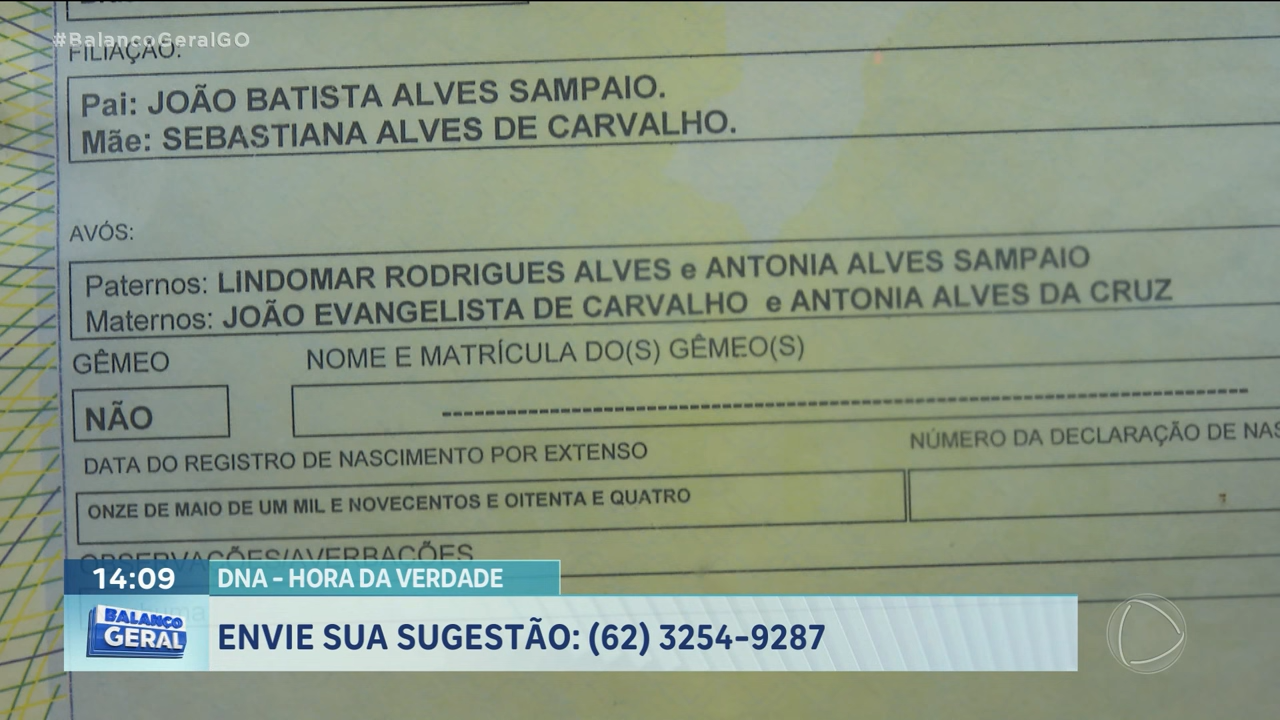 #BalancoGeralGO
FILIAÇÃO:
Pai: JOÃO BATISTA ALVES SAMPAIO.
Mãe: SEBASTIANA ALVES DE CARVALHO.
AVÓS:
Paternos: LINDOMAR RODRIGUES ALVES e ANTONIA ALVES SAMPAIO
Maternos: JOÃO EVANGELISTA DE CARVALHO e ANTONIA ALVES DA CRUZ
GÊMEO
NOME E MATRÍCULA DO(S) GÊMEO(S)
NÃO
DATA DO REGISTRO DE NASCIMENTO POR EXTENSO
NÚMERO DA DECLARAÇÃO DE NAS
ONZE DE MAIO DE UM MIL E NOVECENTOS E OITENTA E QUATRO
OBSERVAÇÕES/AVERBAÇÕES
14:09
DNA - HORA DA VERDADE
BALANÇO
GERAL
ENVIE SUA SUGESTÃO: (62) 3254-9287